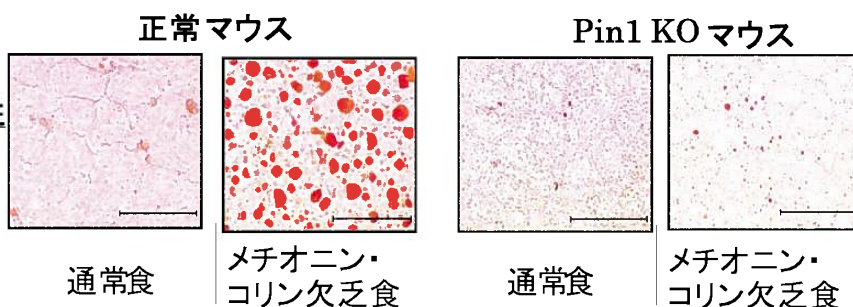 正常マウス
Pin1 KO マウス
通常食
メチオニン・
コリン欠乏食
通常食
メチオニン・
コリン欠乏食